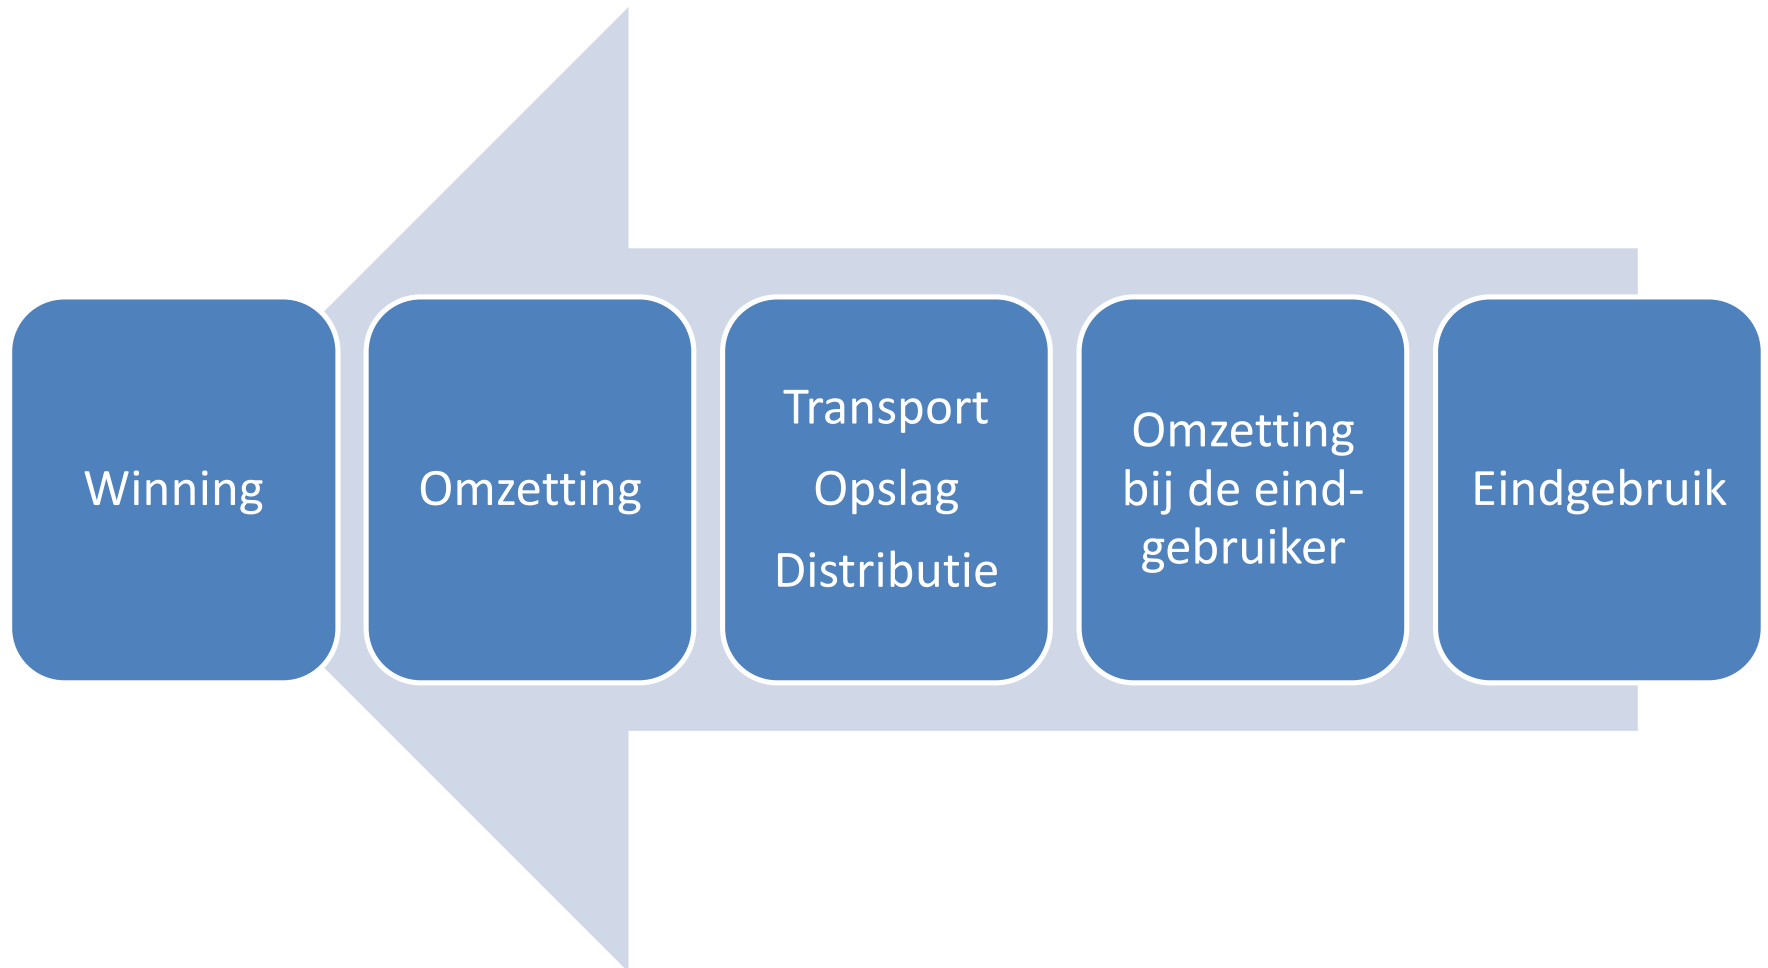 Winning
Omzetting
Transport
Opslag
Distributie
Omzetting
bij de eind-
gebruiker
Eindgebruik